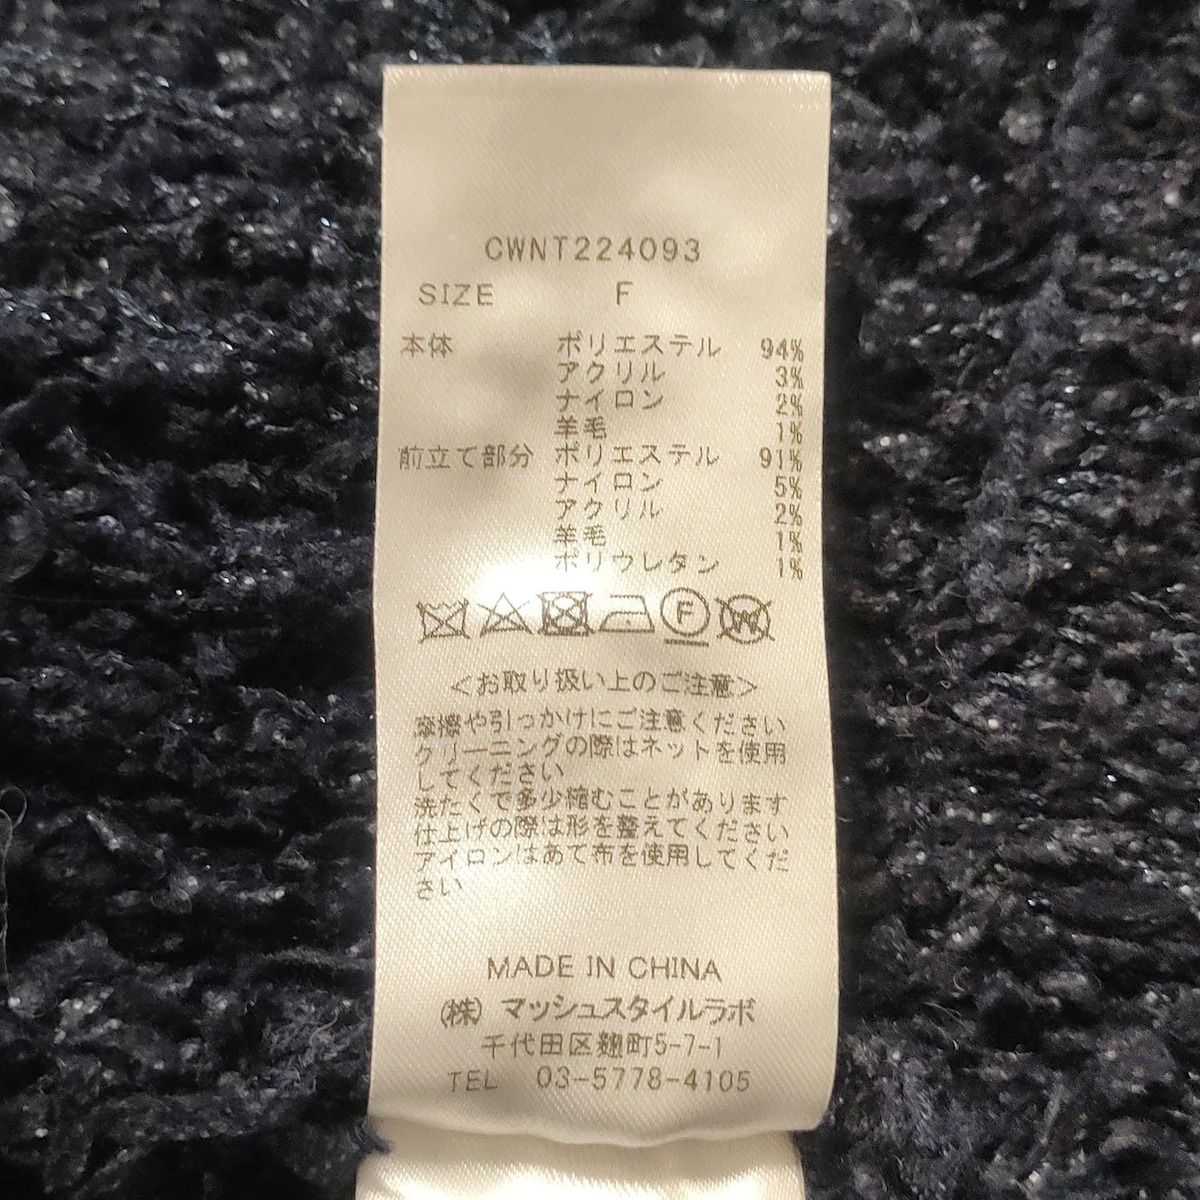 CWNT224093
SIZE F
本体 ポリエステル 94%
アクリル 3%
ナイロン 2%
羊毛 1%
前立て部分 ポリエステル 91%
ナイロン 5%
アクリル 2%
羊毛 1%
ポリウレタン 1%
F W
<お取り扱い上のご注意>
摩擦や引っかけにご注意ください
クリーニングの際はネットを使用
してください
洗たくで多少縮むことがあります
仕上げの際は形を整えてください
アイロンはあて布を使用してくだ
さい
MADE IN CHINA
(株) マッシュスタイルラボ
千代田区麹町5-7-1
TEL 03-5778-4105